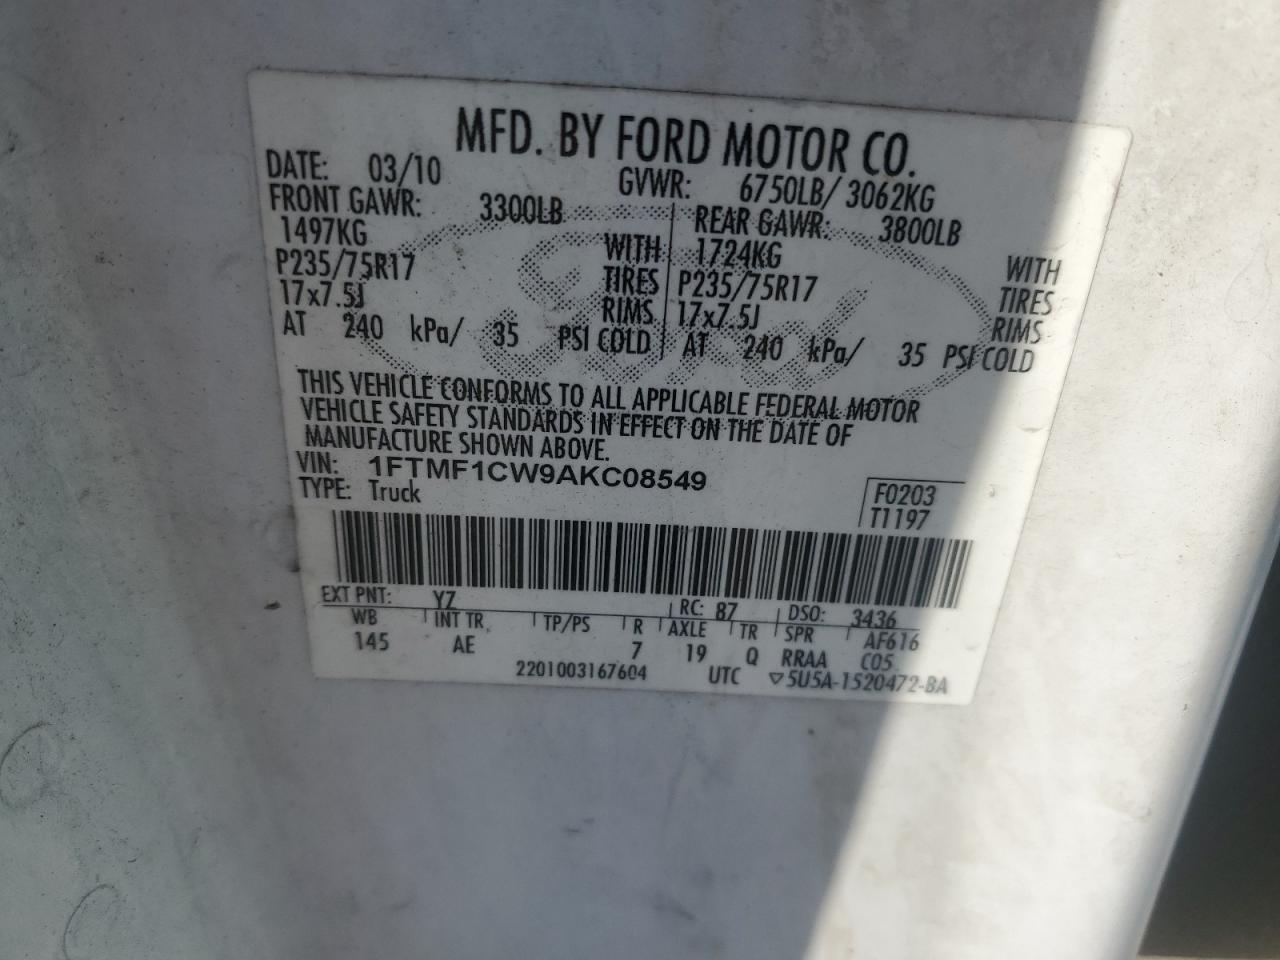 MFD. BY FORD MOTOR CO.
DATE: 03/10 GVWR: 6750LB/ 3062KG
FRONT GAWR: 3300LB REAR GAWR: 3800LB
1497KG WITH 1724KG WITH
P235/75R17 TIRES P235/75R17 TIRES
17x7.5J RIMS 17x7.5J RIMS
AT 240 kPa/ 35 PSI COLD AT 240 kPa/ 35 PSI COLD
THIS VEHICLE CONFORMS TO ALL APPLICABLE FEDERAL MOTOR
VEHICLE SAFETY STANDARDS IN EFFECT ON THE DATE OF
MANUFACTURE SHOWN ABOVE.
VIN: 1FTMF1CW9AKC08549
TYPE: Truck
F0203
T1197
EXT PNT: YZ RC: 87 DSO: 3436
WB INT TR TP/PS R AXLE TR SPR AF616
145 AE 7 19 Q RRAA C05
2201003167604 UTC ▽5U5A-1520472-BA